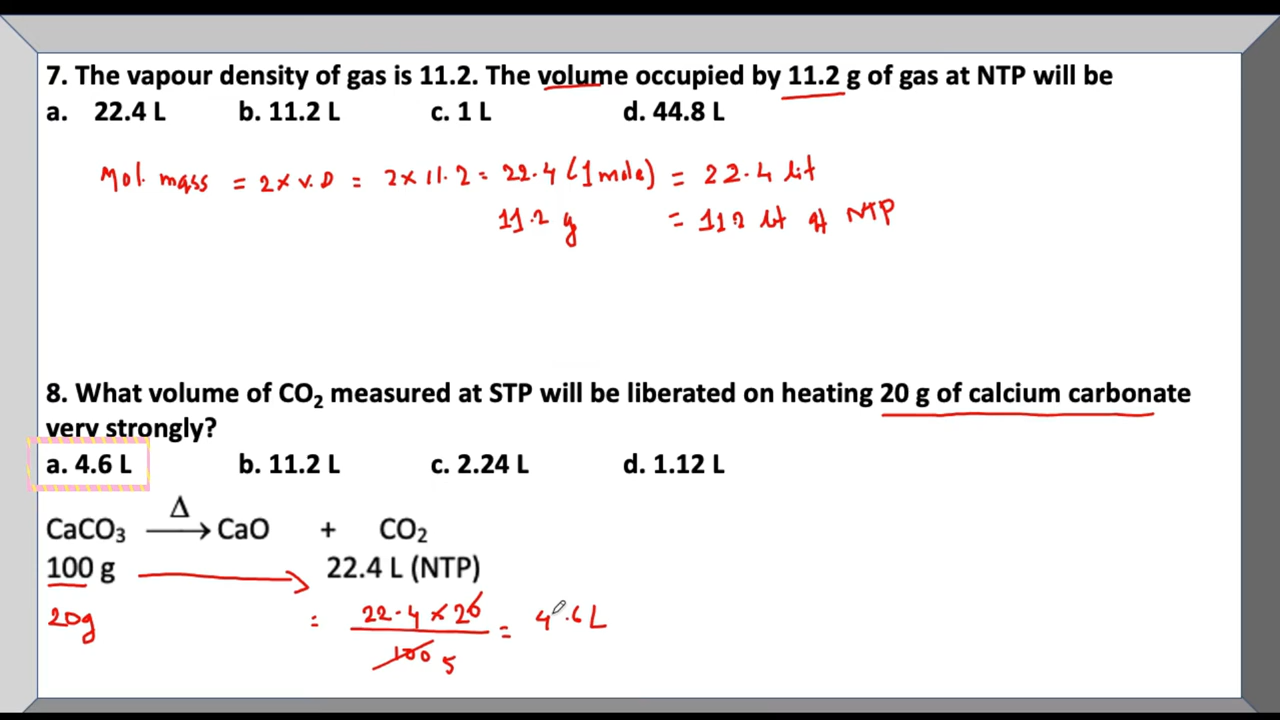 7. The vapour density of gas is 11.2. The volume occupied by 11.2 g of gas at NTP will be
a. 22.4 L b. 11.2 L c. 1 L d. 44.8 L
Mol. mass = 2 x V.D = 2 x 11.2 = 22.4 (1 mole) = 22.4 lit
11.2 g = 11.2 lit at NTP
8. What volume of CO₂ measured at STP will be liberated on heating 20 g of calcium carbonate
very strongly?
a. 4.6 L b. 11.2 L c. 2.24 L d. 1.12 L
Δ
CaCO₃ ⟶ CaO + CO₂
100 g 22.4 L (NTP)
20g = 22.4 x 20 = 4.6 L
100 5